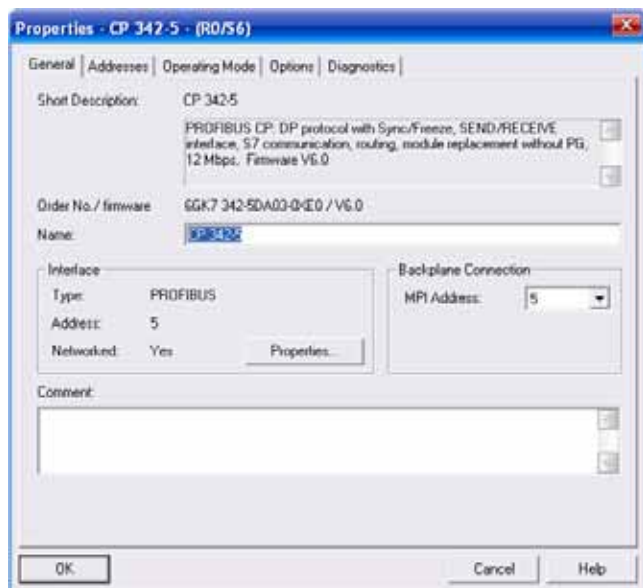 Properties - CP 342-5 - (R0/S6)
General Addresses Operating Mode Options Diagnostics
Short Description: CP 342-5
PROFIBUS CP: DP protocol with Sync/Freeze, SEND/RECEIVE
interface, S7 communication, routing, module replacement without PG,
12 Mbps, Firmware V6.0
Order No./ firmware 6GK7 342-5DA03-0XE0 / V6.0
Name: CP 342-5
Interface
Type: PROFIBUS
Address: 5
Networked: Yes Properties...
Backplane Connection
MPI Address: 5
Comment:
OK Cancel Help